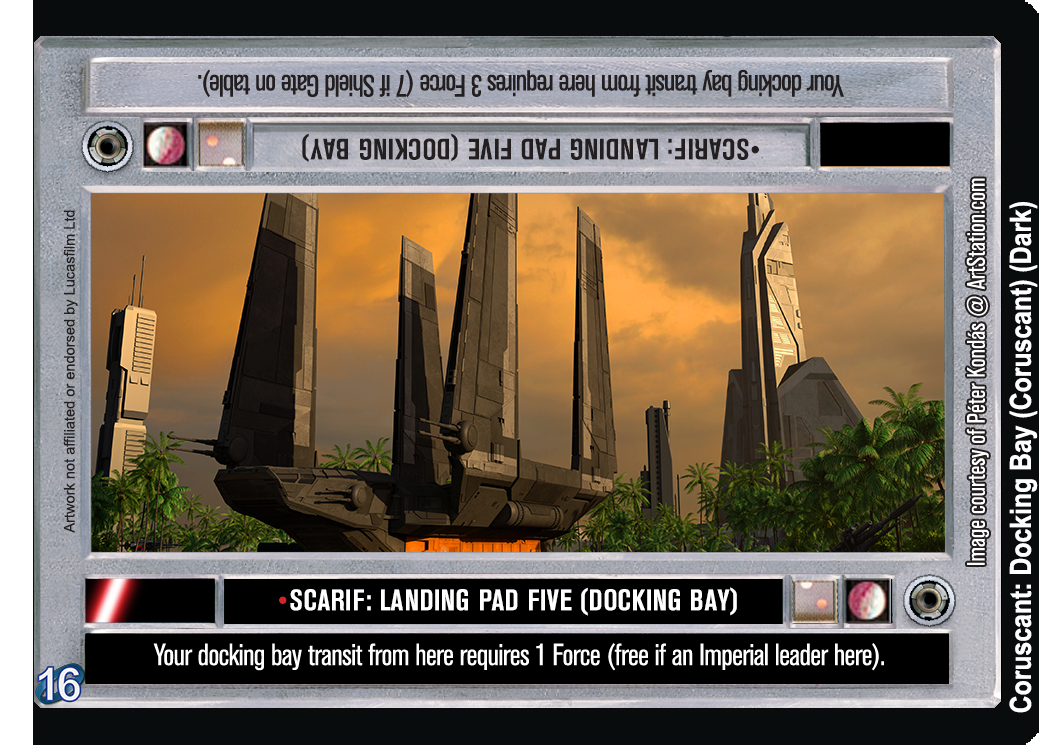 Your docking bay transit from here requires 3 Force (7 if Shield Gate on table).
•SCARIF: LANDING PAD FIVE (DOCKING BAY)
Artwork not affiliated or endorsed by Lucasfilm Ltd
Image courtesy of Péter Kondás @ ArtStation.com
Coruscant: Docking Bay (Coruscant) (Dark)
•SCARIF: LANDING PAD FIVE (DOCKING BAY)
Your docking bay transit from here requires 1 Force (free if an Imperial leader here).
16